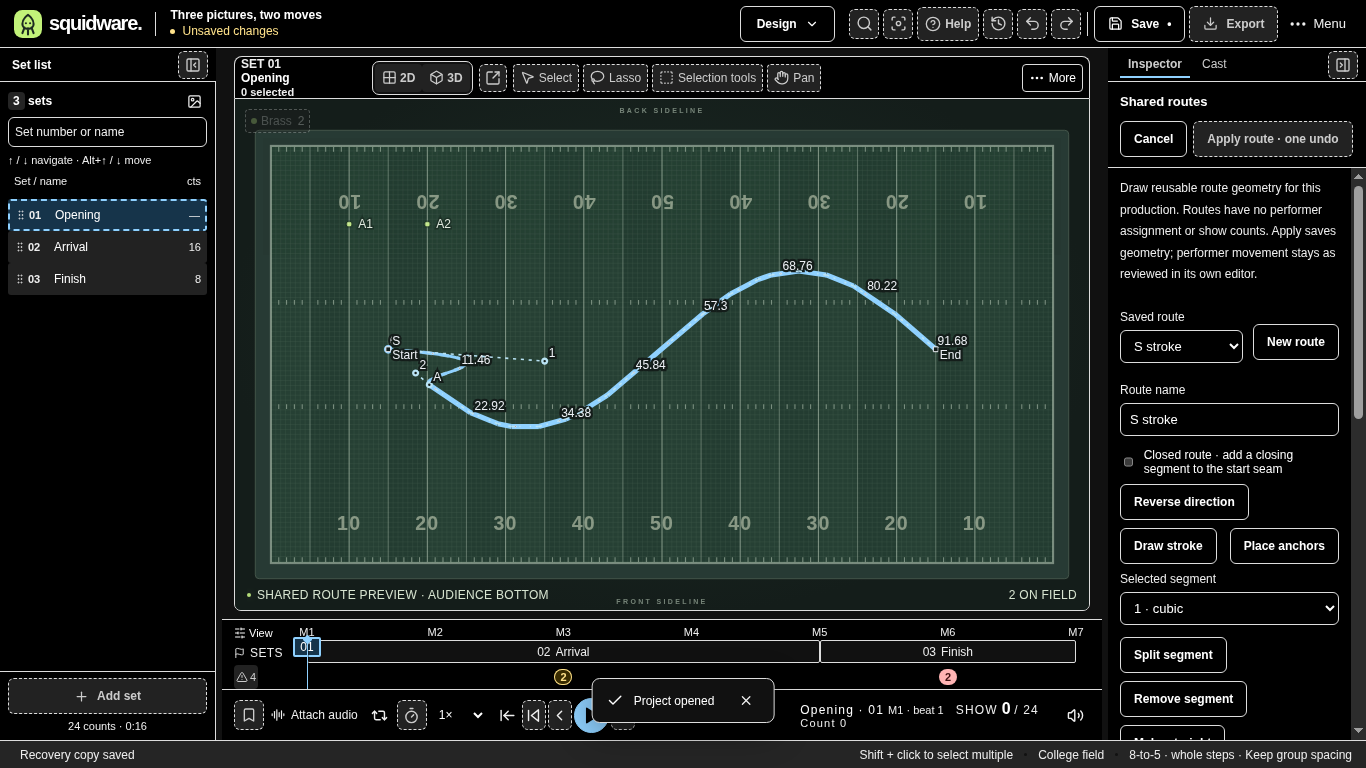 squidware.
Three pictures, two moves
Unsaved changes
Design
Help
Save •
Export
Menu
Set list
3 sets
Set number or name
↑ / ↓ navigate · Alt+↑ / ↓ move
Set / name cts
01 Opening —
02 Arrival 16
03 Finish 8
Add set
24 counts · 0:16
SET 01
Opening
0 selected
2D
3D
Select
Lasso
Selection tools
Pan
More
Brass 2
BACK SIDELINE
10 20 30 40 50 40 30 20 10
A1
A2
68.76
80.22
57.3
S
Start
1
91.68
End
11.46
2
A
45.84
22.92
34.38
10 20 30 40 50 40 30 20 10
SHARED ROUTE PREVIEW · AUDIENCE BOTTOM
FRONT SIDELINE
2 ON FIELD
View
M1 M2 M3 M4 M5 M6 M7
SETS
01
02 Arrival
03 Finish
4
2
2
Attach audio
1×
Project opened
Opening · 01 M1 · beat 1 SHOW 0 / 24
Count 0
Inspector
Cast
Shared routes
Cancel
Apply route · one undo
Draw reusable route geometry for this
production. Routes have no performer
assignment or show counts. Apply saves
geometry; performer movement stays as
reviewed in its own editor.
Saved route
S stroke
New route
Route name
S stroke
Closed route · add a closing
segment to the start seam
Reverse direction
Draw stroke
Place anchors
Selected segment
1 · cubic
Split segment
Remove segment
Recovery copy saved
Shift + click to select multiple · College field · 8-to-5 · whole steps · Keep group spacing